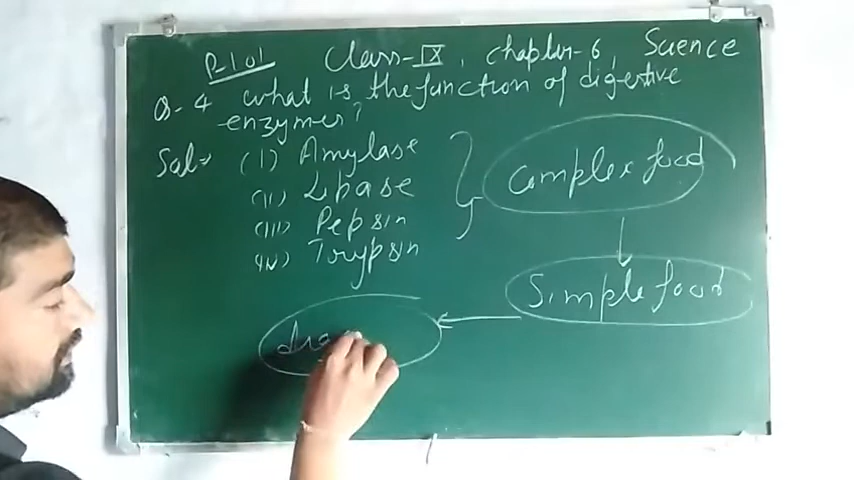 P-101 Class-IX, chapter-6, Science
Q-4 what is the function of digestive
enzymes?
Sol:- (i) Amylase
(ii) Lipase
(iii) Pepsin
(iv) Trypsin
Complex food
Simple food